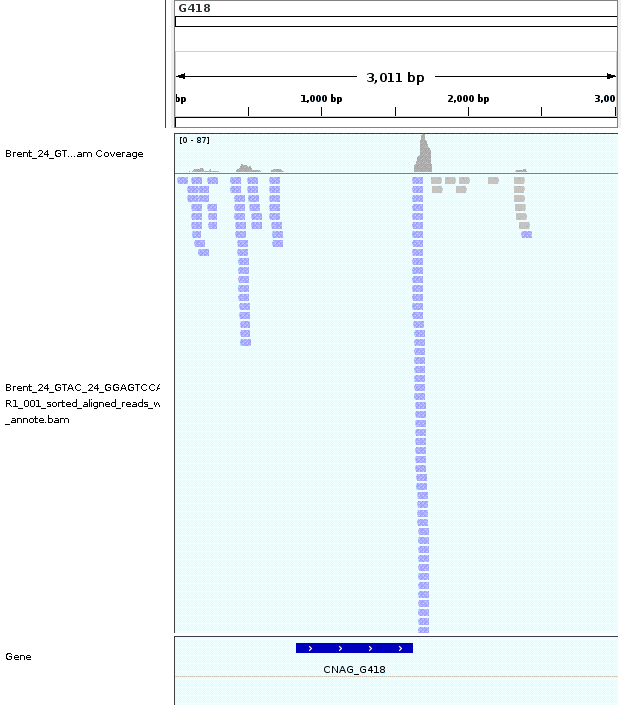 G418
3,011 bp
bp 1,000 bp 2,000 bp 3,00
[0 - 87]
Brent_24_GT...am Coverage
Brent_24_GTAC_24_GGAGTCCA
R1_001_sorted_aligned_reads_w
_annote.bam
Gene
CNAG_G418